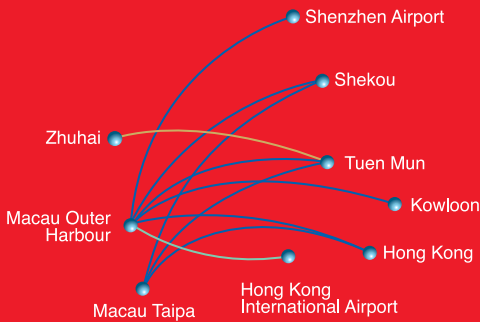 Shenzhen Airport
Shekou
Zhuhai
Tuen Mun
Kowloon
Macau Outer
Harbour
Hong Kong
Hong Kong
International Airport
Macau Taipa